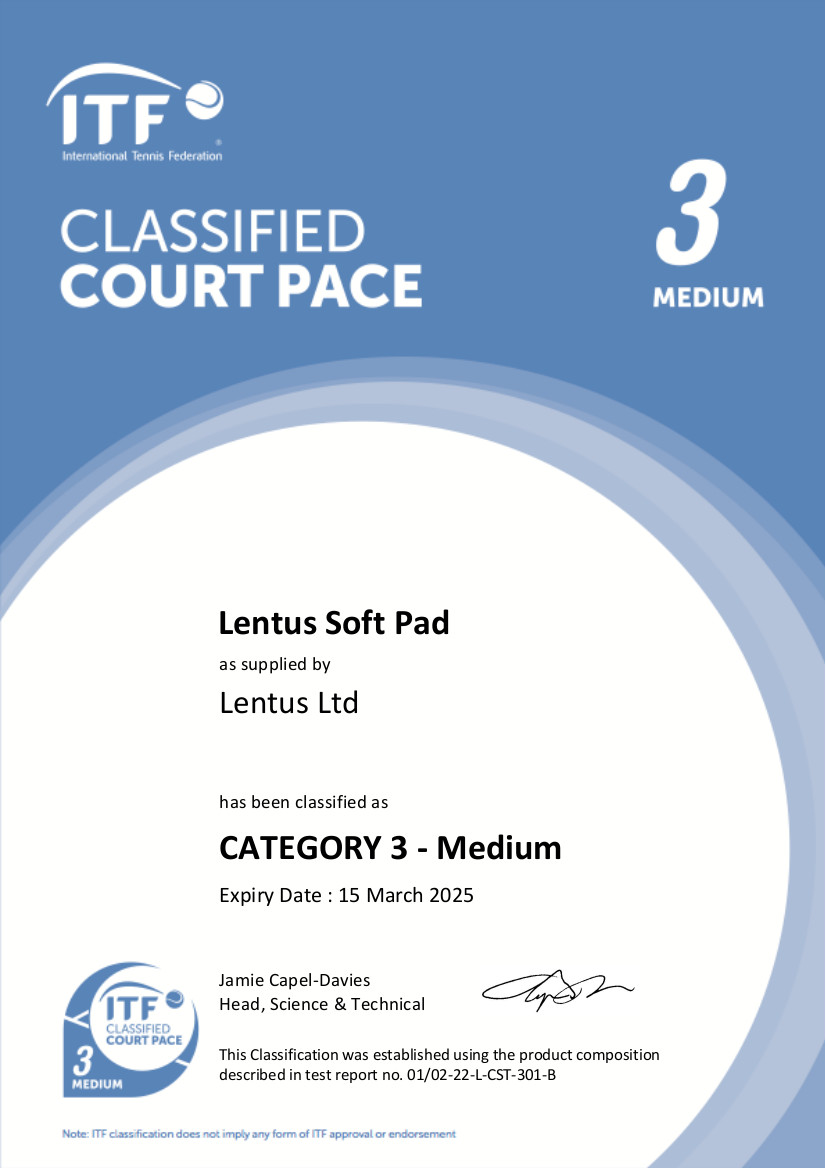 ITF
International Tennis Federation
CLASSIFIED
COURT PACE
3
MEDIUM
Lentus Soft Pad
as supplied by
Lentus Ltd
has been classified as
CATEGORY 3 - Medium
Expiry Date : 15 March 2025
Jamie Capel-Davies
Head, Science & Technical
ITF
CLASSIFIED
COURT PACE
3
MEDIUM
This Classification was established using the product composition
described in test report no. 01/02-22-L-CST-301-B
Note: ITF classification does not imply any form of ITF approval or endorsement